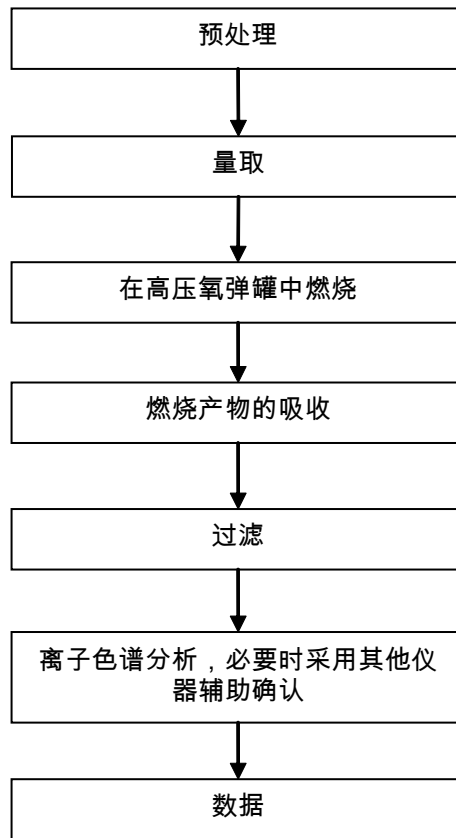 预处理
量取
在高压氧弹罐中燃烧
燃烧产物的吸收
过滤
离子色谱分析，必要时采用其他仪
器辅助确认
数据